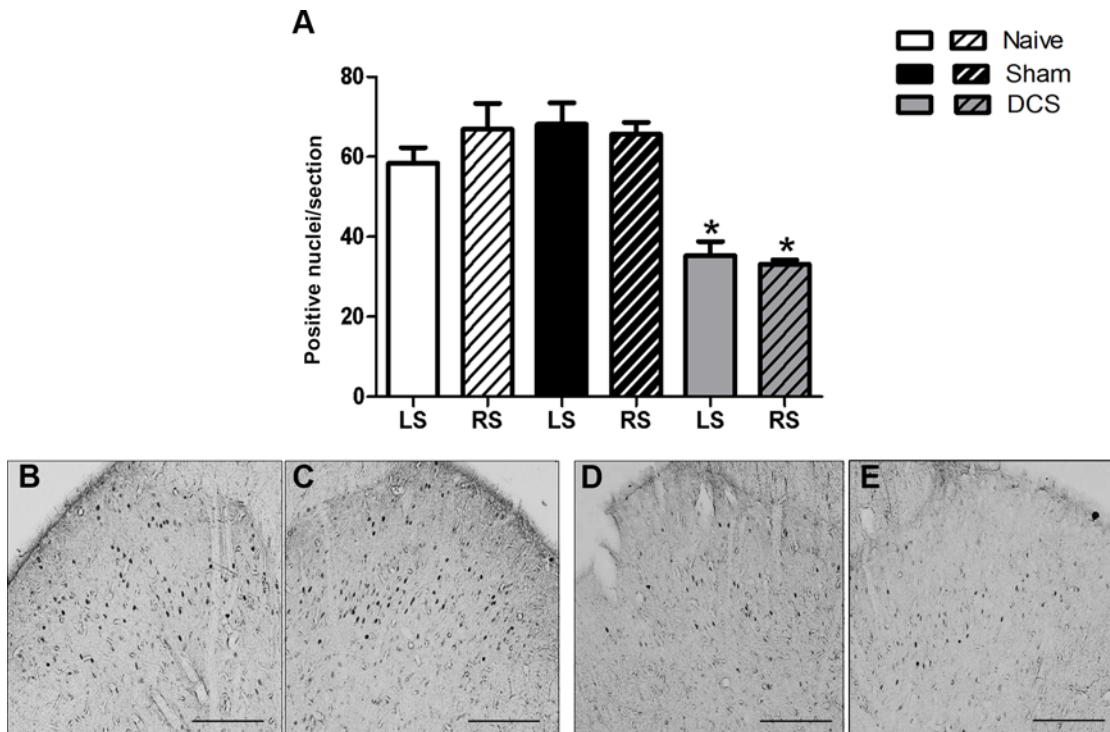 A
Naive
Sham
DCS
Positive nuclei/section
80
60
40
20
0
* *
LS RS LS RS LS RS
B C D E